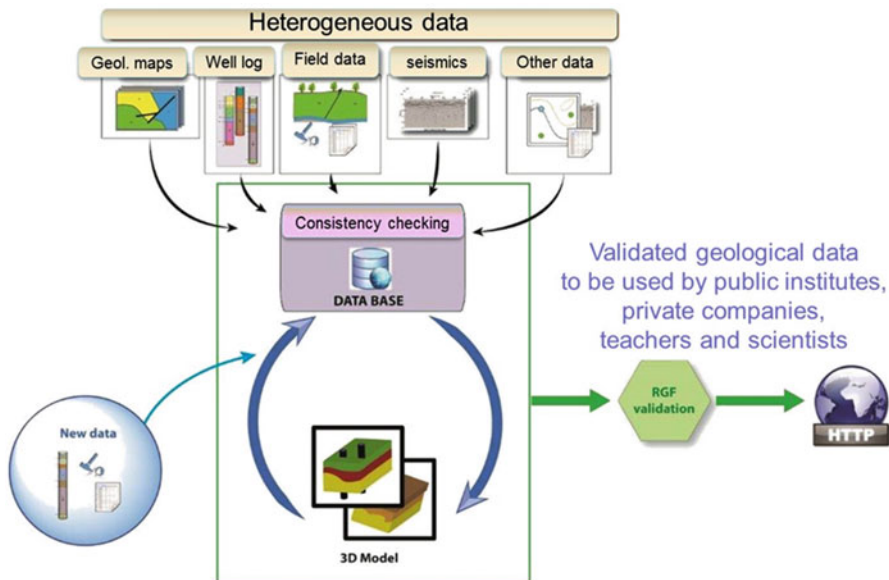 Heterogeneous data
Geol. maps
Well log
Field data
seismics
Other data
Consistency checking
DATA BASE
Validated geological data
to be used by public institutes,
private companies,
teachers and scientists
RGF
validation
HTTP
New data
3D Model